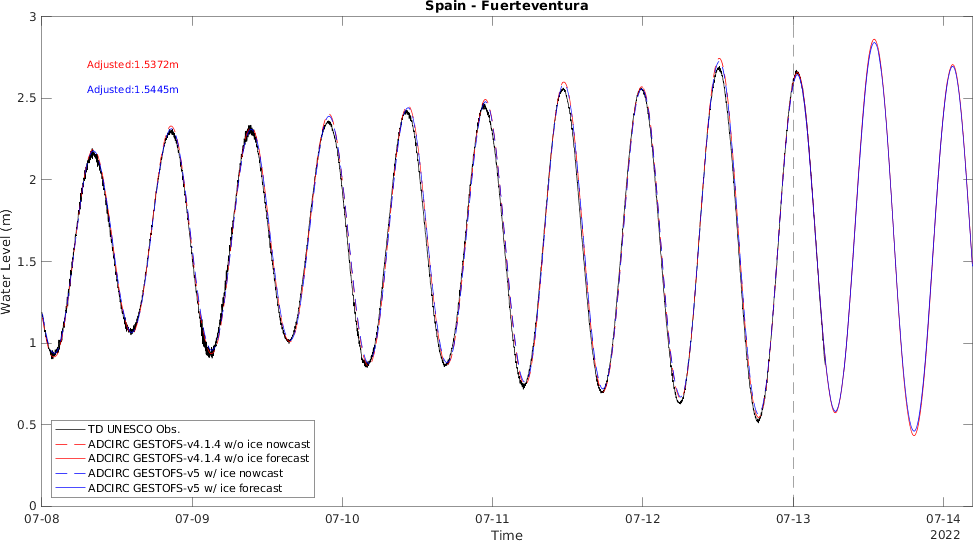 Spain - Fuerteventura
3
2.5
2
1.5
1
0.5
0
Water Level (m)
Adjusted:1.5372m
Adjusted:1.5445m
TD UNESCO Obs.
ADCIRC GESTOFS-v4.1.4 w/o ice nowcast
ADCIRC GESTOFS-v4.1.4 w/o ice forecast
ADCIRC GESTOFS-v5 w/ ice nowcast
ADCIRC GESTOFS-v5 w/ ice forecast
07-08 07-09 07-10 07-11 07-12 07-13 07-14
Time
2022